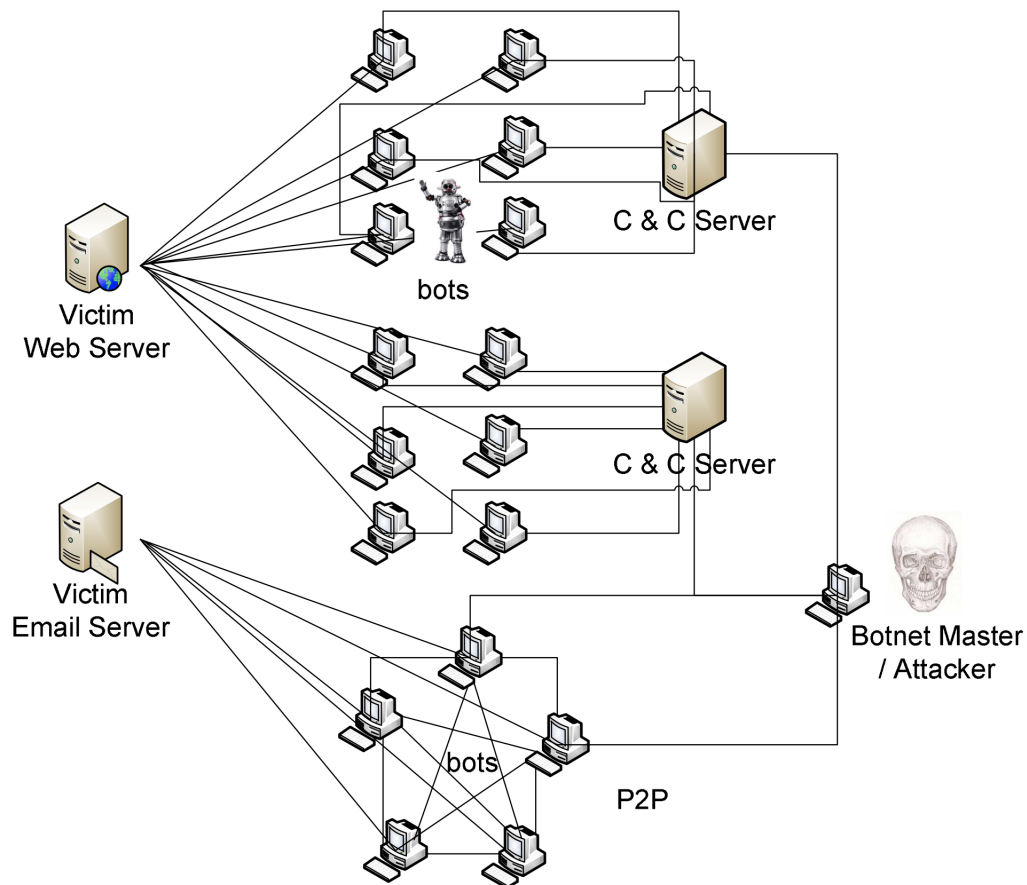 C & C Server
bots
Victim
Web Server
C & C Server
Victim
Email Server
Botnet Master
/ Attacker
bots
P2P